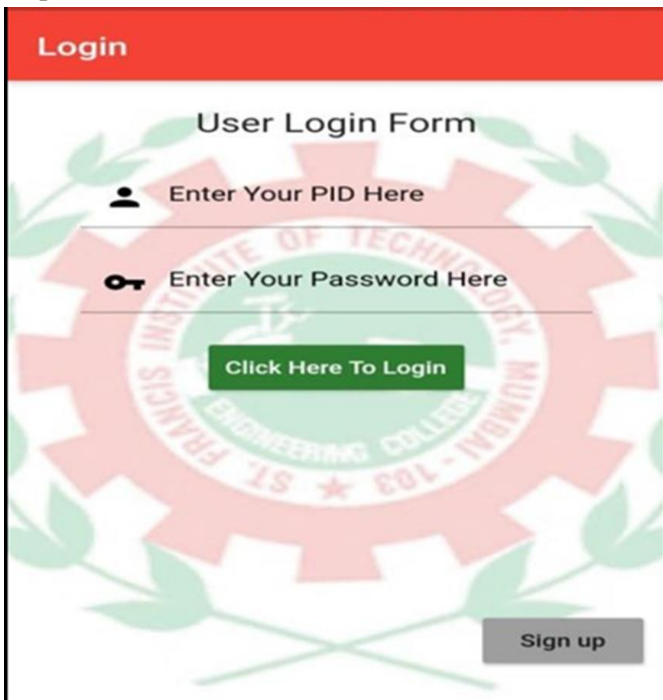 Login
User Login Form
Enter Your PID Here
Enter Your Password Here
Click Here To Login
Sign up
ST. FRANCIS INSTITUTE OF TECHNOLOGY, MUMBAI - 103 ★
ENGINEERING COLLEGE